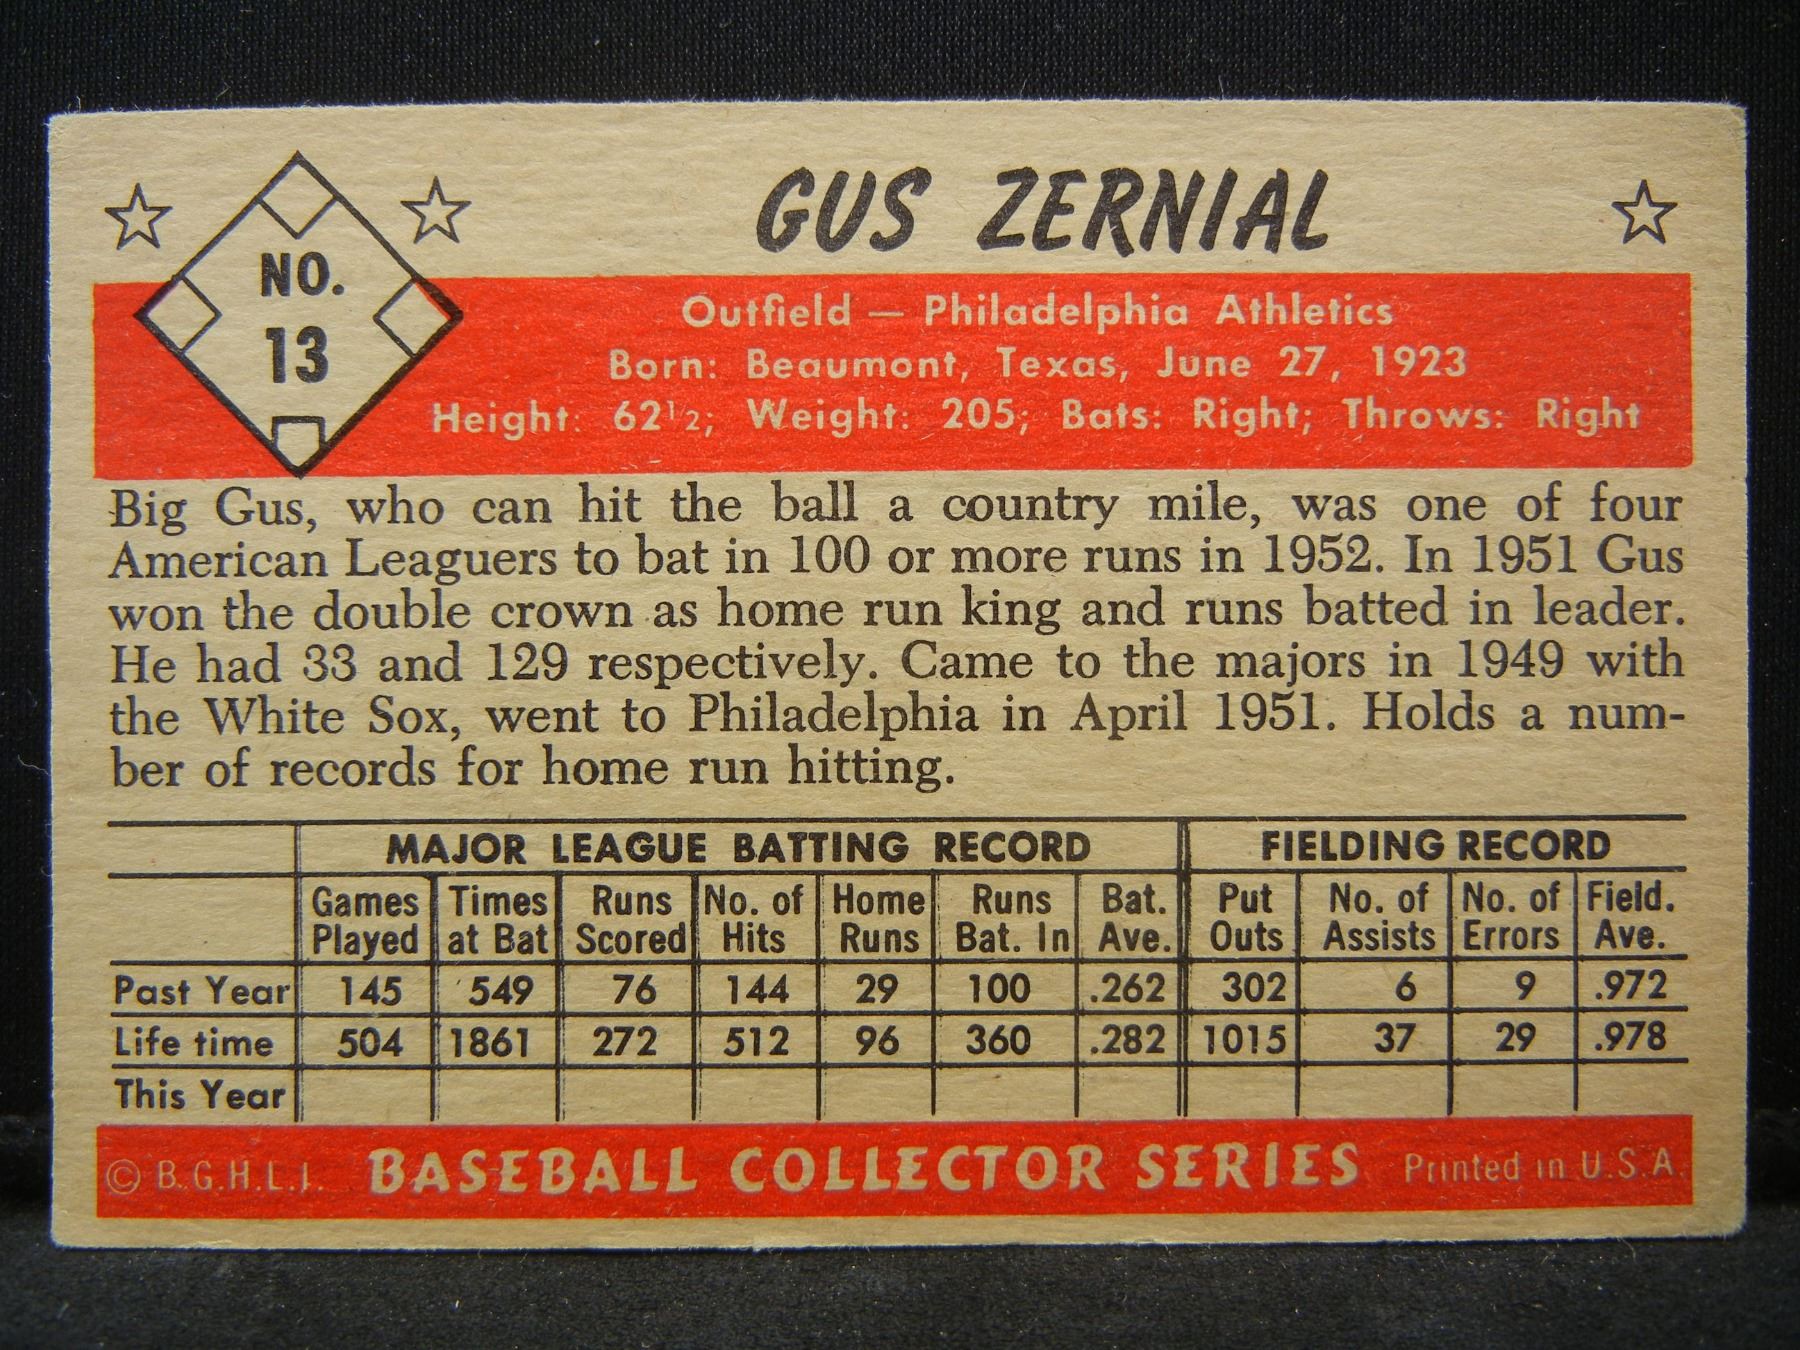 NO.
13
GUS ZERNIAL
Outfield — Philadelphia Athletics
Born: Beaumont, Texas, June 27, 1923
Height: 62½; Weight: 205; Bats: Right; Throws: Right
Big Gus, who can hit the ball a country mile, was one of four
American Leaguers to bat in 100 or more runs in 1952. In 1951 Gus
won the double crown as home run king and runs batted in leader.
He had 33 and 129 respectively. Came to the majors in 1949 with
the White Sox, went to Philadelphia in April 1951. Holds a num-
ber of records for home run hitting.
MAJOR LEAGUE BATTING RECORD FIELDING RECORD
Games Played Times at Bat Runs Scored No. of Hits Home Runs Runs Bat. In Bat. Ave. Put Outs No. of Assists No. of Errors Field. Ave.
Past Year 145 549 76 144 29 100 .262 302 6 9 .972
Life time 504 1861 272 512 96 360 .282 1015 37 29 .978
This Year
© B.G.H.L.I. BASEBALL COLLECTOR SERIES Printed in U.S.A.